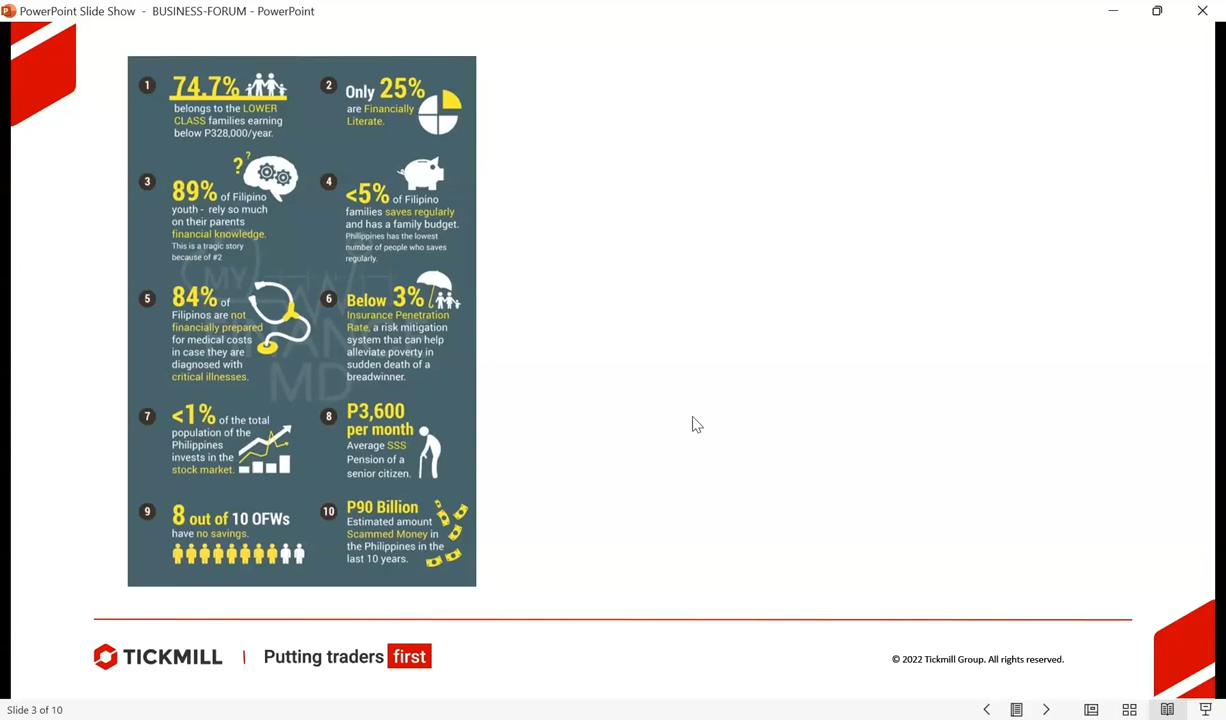 PowerPoint Slide Show - BUSINESS-FORUM - PowerPoint
1
74.7%
belongs to the LOWER
CLASS families earning
below P328,000/year.
2
Only 25%
are Financially
Literate.
3
? ?
89% of Filipino
youth - rely so much
on their parents
financial knowledge.
This is a tragic story
because of #2
4
<5% of Filipino
families saves regularly
and has a family budget.
Philippines has the lowest
number of people who saves
regularly.
5
84% of
Filipinos are not
financially prepared
for medical costs
in case they are
diagnosed with
critical illnesses.
6
Below 3%
Insurance Penetration
Rate, a risk mitigation
system that can help
alleviate poverty in
sudden death of a
breadwinner.
7
<1% of the total
population of the
Philippines
invests in the
stock market.
8
P3,600
per month
Average SSS
Pension of a
senior citizen.
9
8 out of 10 OFWs
have no savings.
10
P90 Billion
Estimated amount
Scammed Money in
the Philippines in the
last 10 years.
MY
FINANCIAL
MD
TICKMILL | Putting traders first
© 2022 Tickmill Group. All rights reserved.
Slide 3 of 10